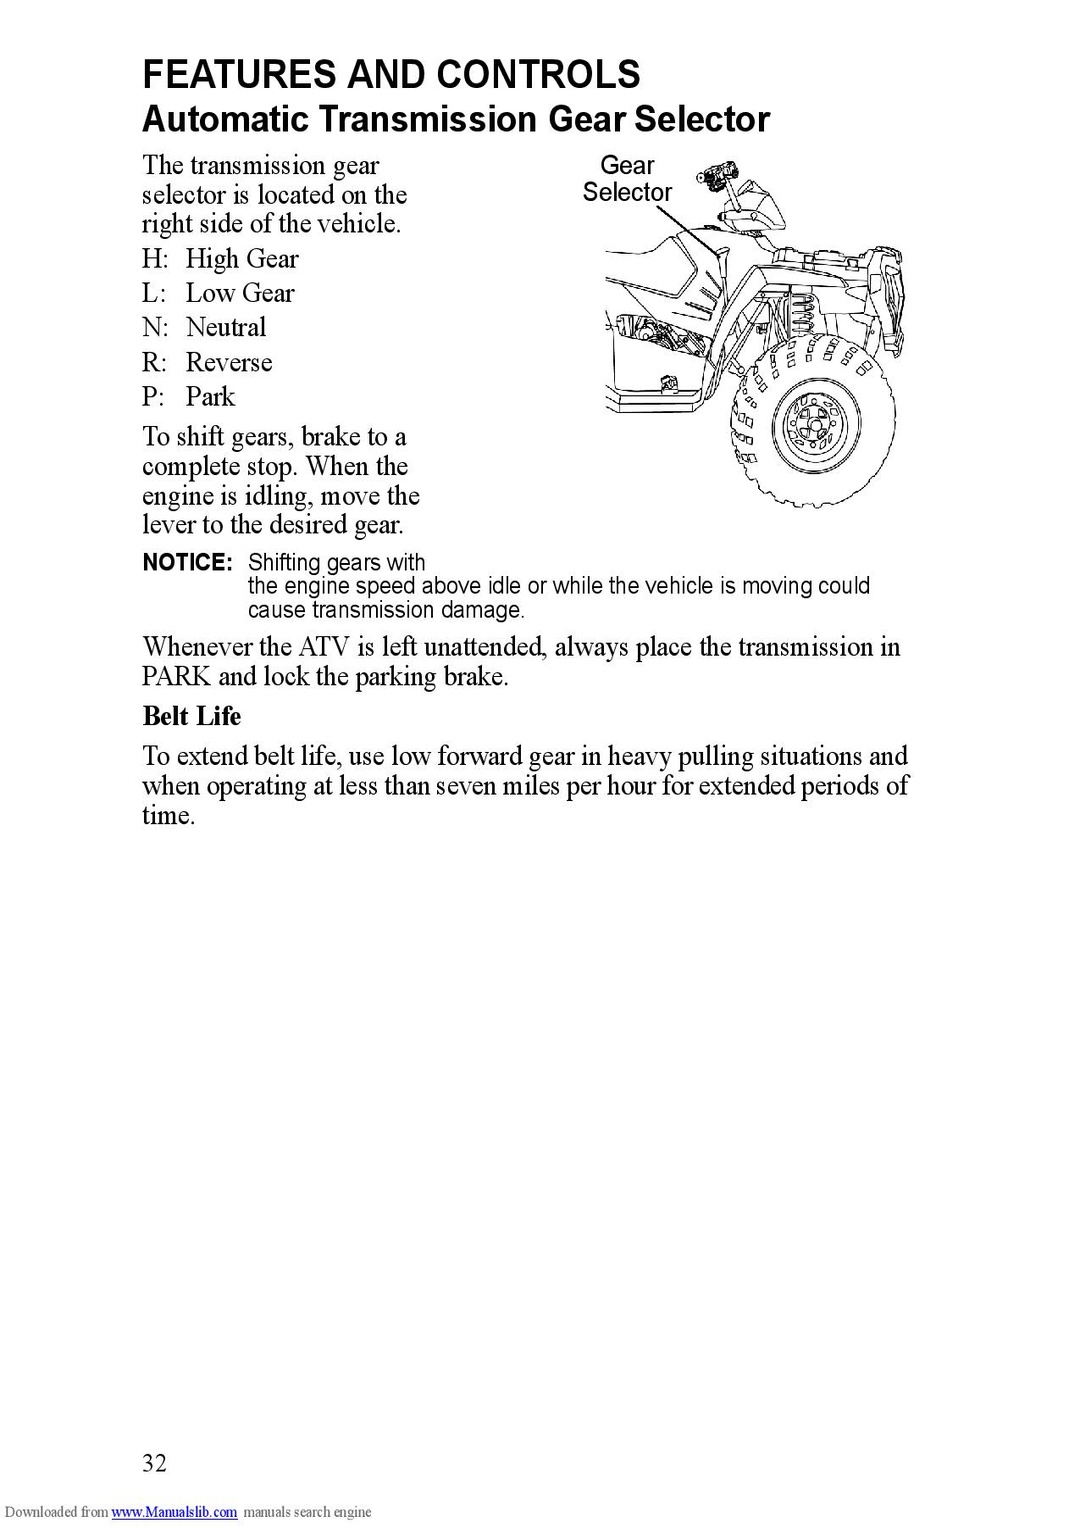 FEATURES AND CONTROLS
Automatic Transmission Gear Selector
The transmission gear
selector is located on the
right side of the vehicle.
H: High Gear
L: Low Gear
N: Neutral
R: Reverse
P: Park
Gear
Selector
To shift gears, brake to a
complete stop. When the
engine is idling, move the
lever to the desired gear.
NOTICE: Shifting gears with
the engine speed above idle or while the vehicle is moving could
cause transmission damage.
Whenever the ATV is left unattended, always place the transmission in
PARK and lock the parking brake.
Belt Life
To extend belt life, use low forward gear in heavy pulling situations and
when operating at less than seven miles per hour for extended periods of
time.
32
Downloaded from www.Manualslib.com manuals search engine